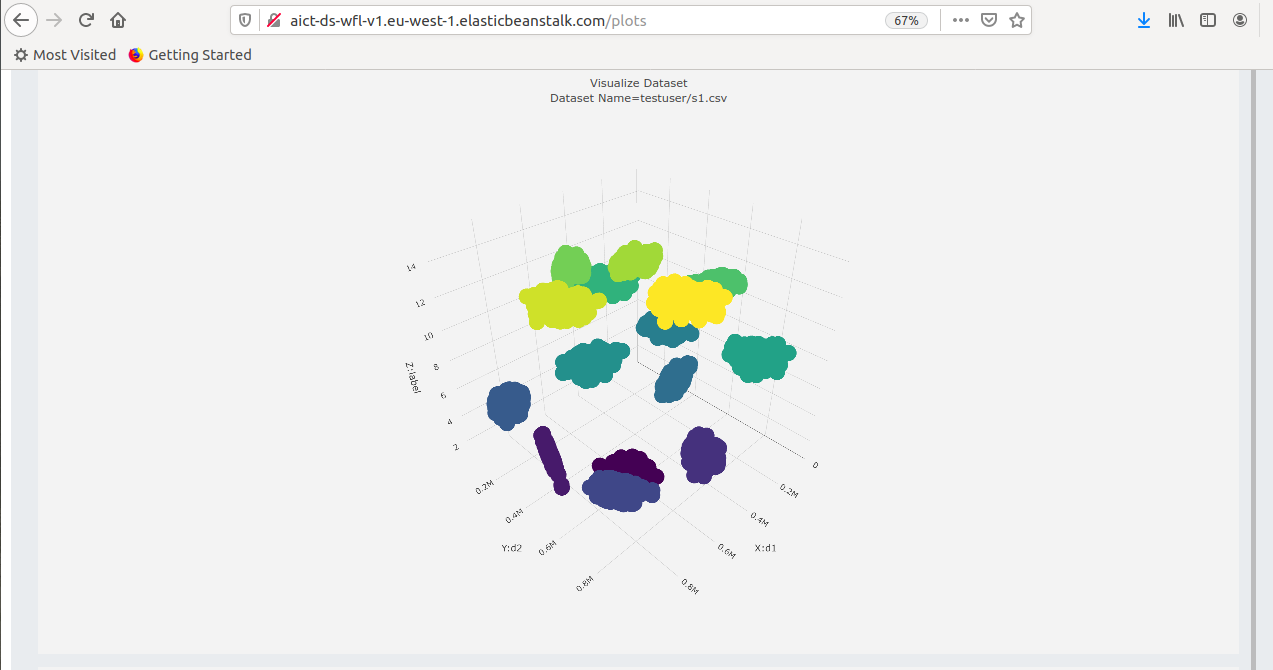 aict-ds-wfl-v1.eu-west-1.elasticbeanstalk.com/plots
67%
Most Visited
Getting Started
Visualize Dataset
Dataset Name=testuser/s1.csv
14
12
10
8
6
4
2
Z:label
0.2M
0.4M
0.6M
0.8M
Y:d2
0
0.2M
0.4M
0.6M
0.8M
X:d1